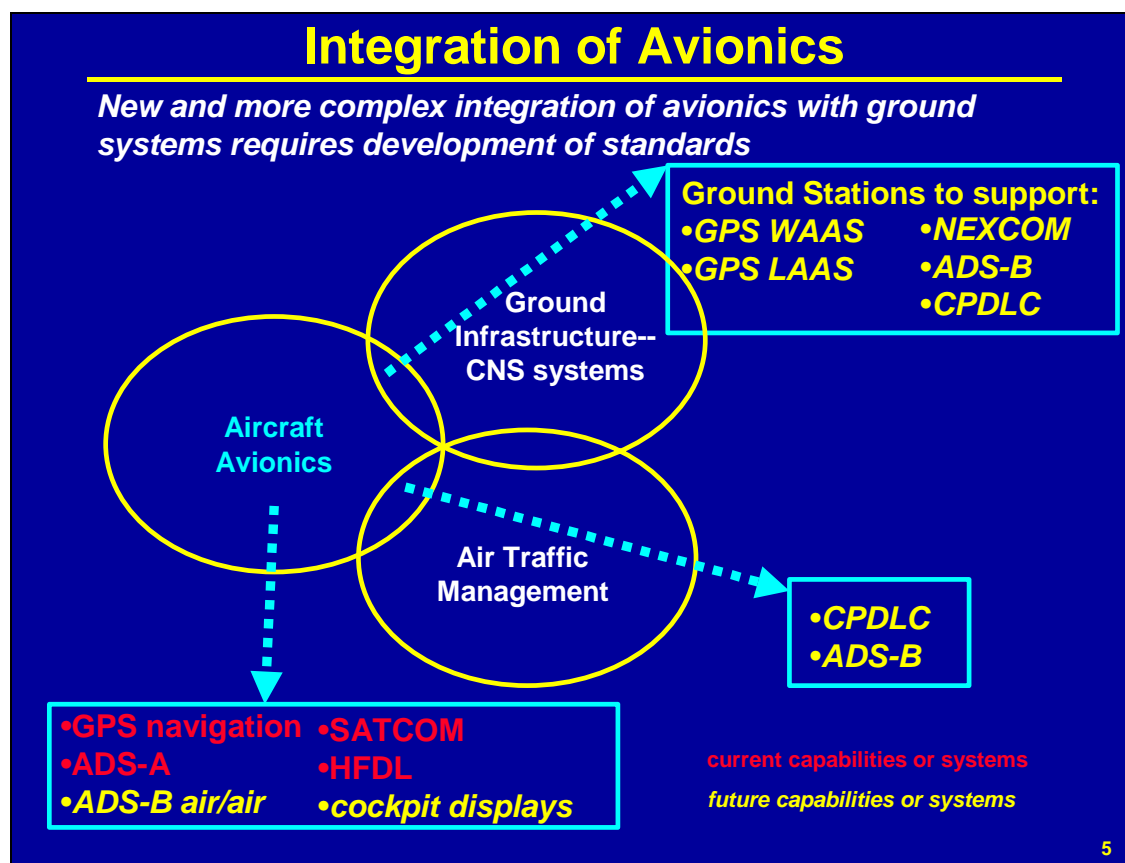 Integration of Avionics
New and more complex integration of avionics with ground
systems requires development of standards
Ground Stations to support:
•GPS WAAS
•GPS LAAS
•NEXCOM
•ADS-B
•CPDLC
Ground
Infrastructure--
CNS systems
Aircraft
Avionics
Air Traffic
Management
•CPDLC
•ADS-B
•GPS navigation
•ADS-A
•ADS-B air/air
•SATCOM
•HFDL
•cockpit displays
current capabilities or systems
future capabilities or systems
5